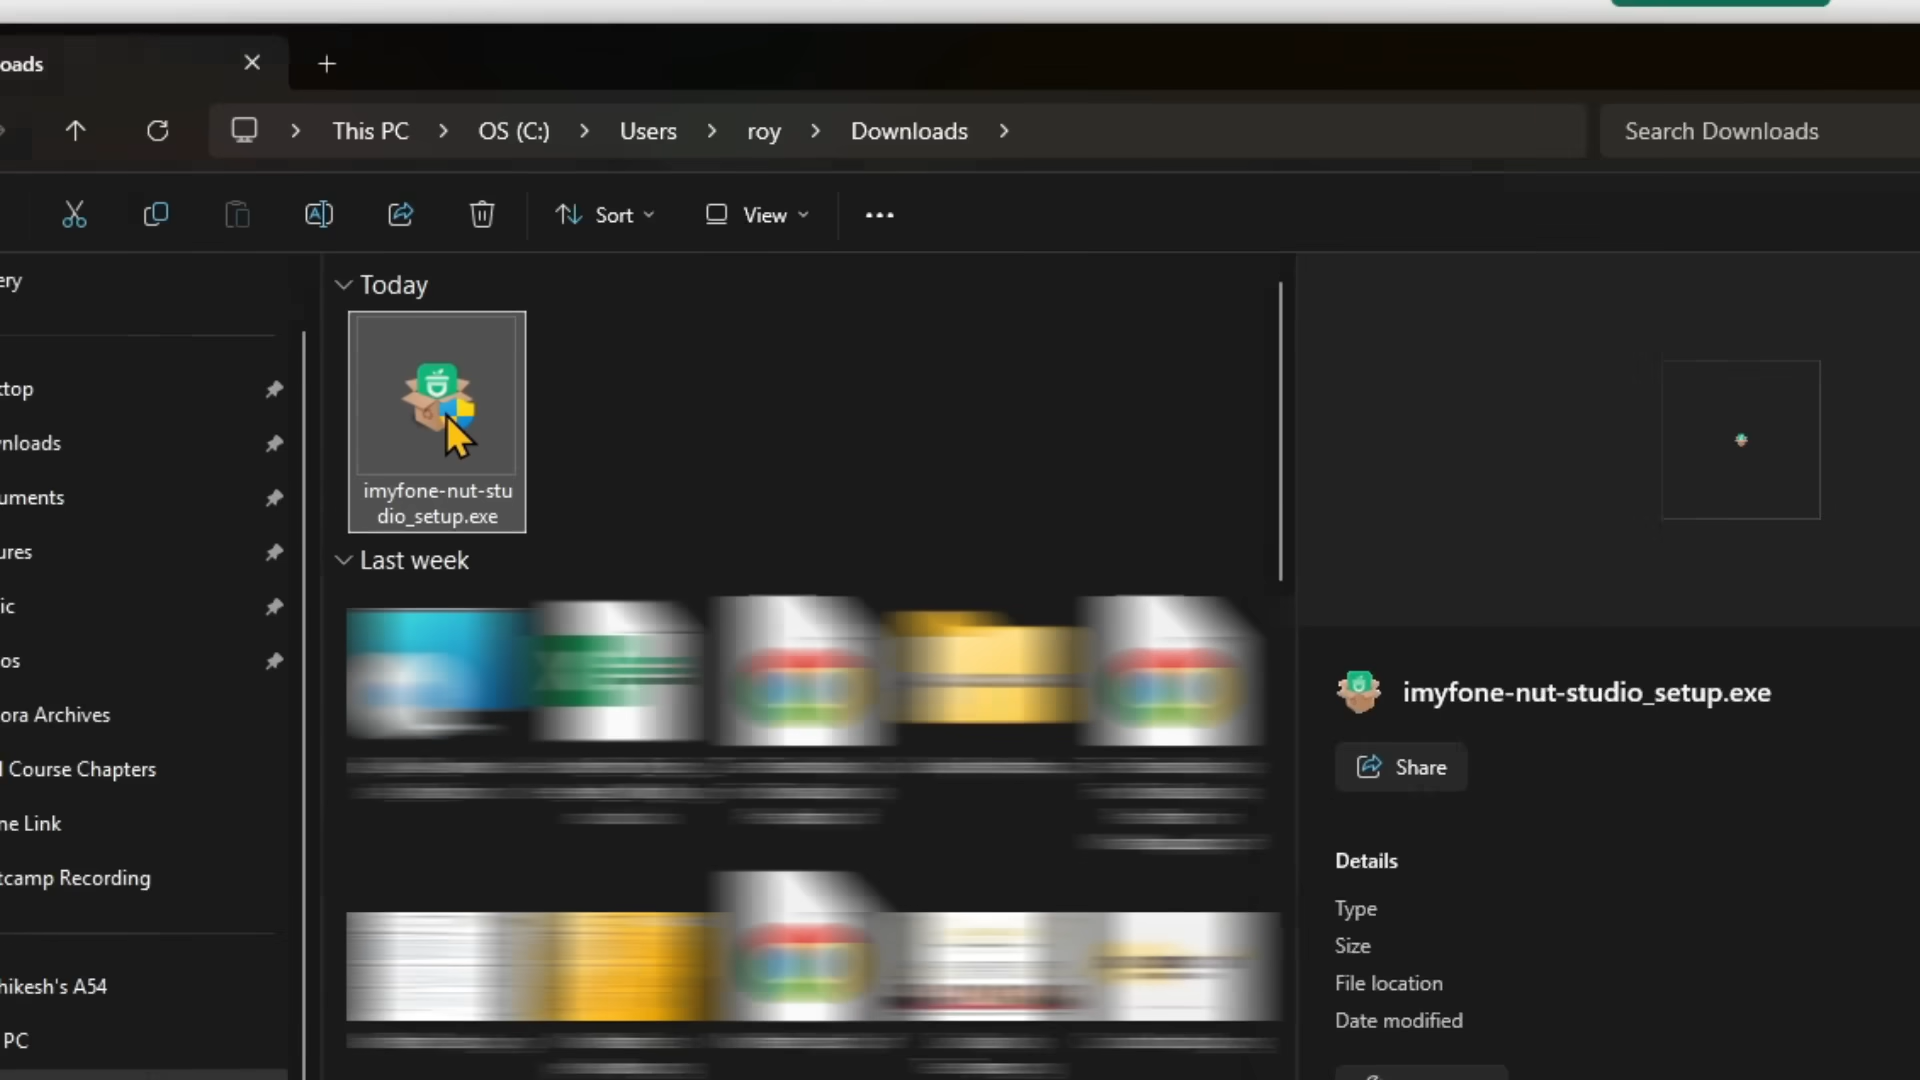 oads
This PC
OS (C:)
Users
roy
Downloads
Search Downloads
Sort
View
ery
Today
ktop
nloads
uments
ures
ic
os
ora Archives
l Course Chapters
ne Link
tcamp Recording
hikesh's A54
PC
imyfone-nut-stu
dio_setup.exe
Last week
imyfone-nut-studio_setup.exe
Share
Details
Type
Size
File location
Date modified